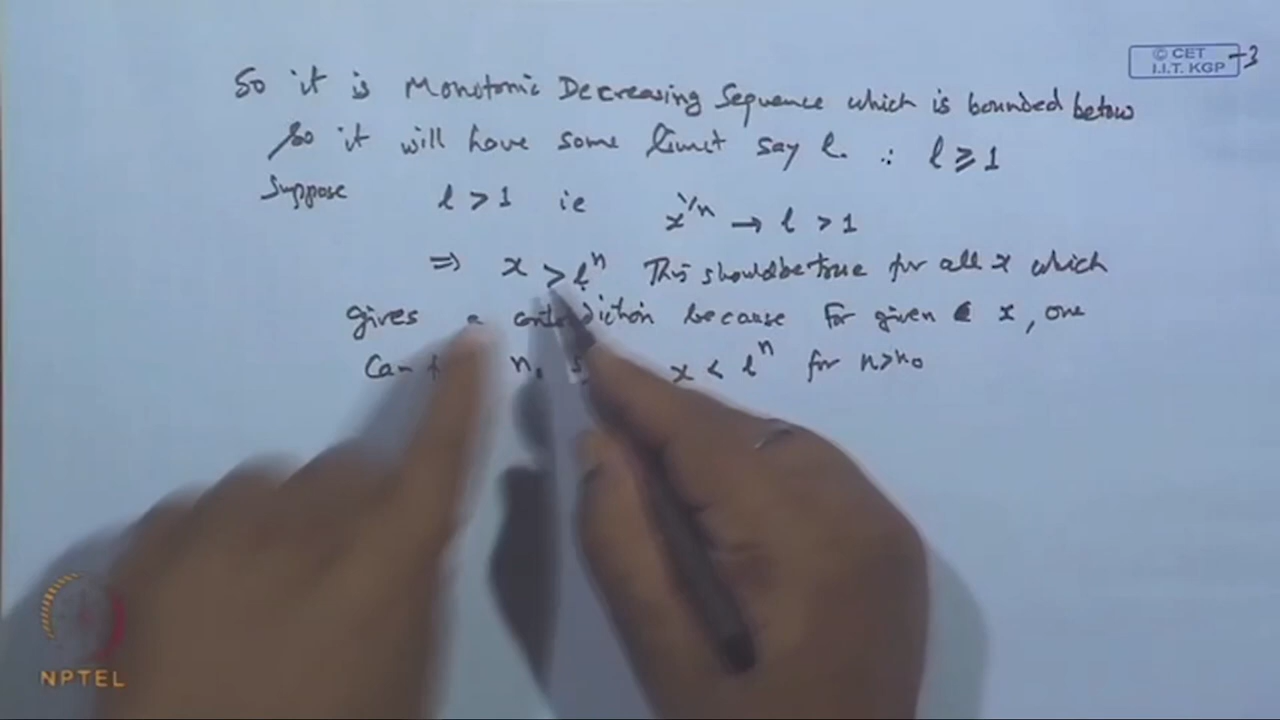 © CET
I.I.T. KGP -3
So it is Monotonic Decreasing Sequence which is bounded below
So it will have some limit say l. ∴ l ≥ 1
Suppose l > 1 ie x^{1/n} → l > 1
⇒ x > l^n This should be true for all x which
gives a contradiction because for given x, one
Can n₀ x < l^n for n>n₀
NPTEL